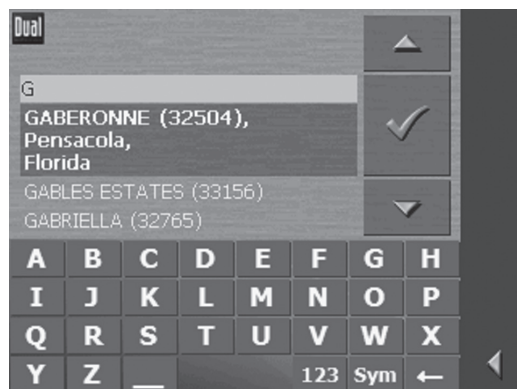 Dual
G
GABERONNE (32504),
Pensacola,
Florida
GABLES ESTATES (33156)
GABRIELLA (32765)
A B C D E F G H
I J K L M N O P
Q R S T U V W X
Y Z _ 123 Sym ←